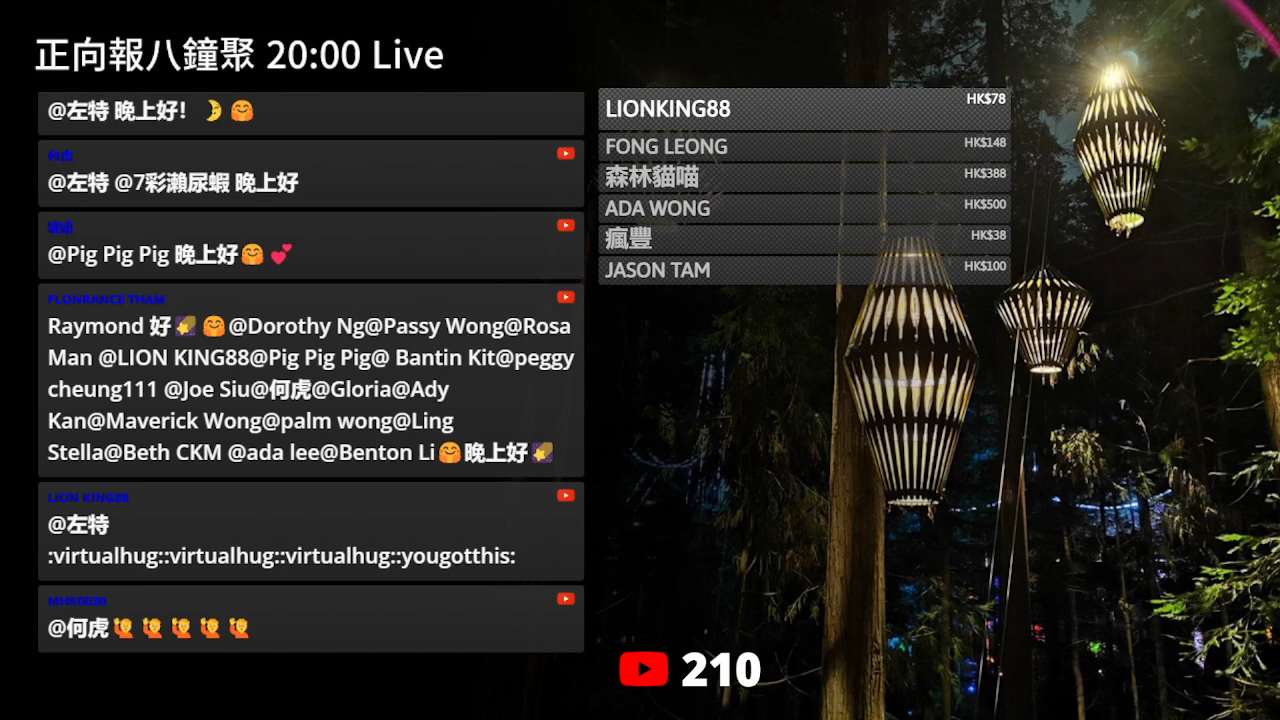 正向報八鐘聚 20:00 Live
@左特 晚上好! 🌛🤗
何虎
@左特 @7彩瀨尿蝦 晚上好
@Pig Pig Pig 晚上好🤗 💕
FLONRANCE THAM
Raymond 好🌠 🤗@Dorothy Ng@Passy Wong@Rosa
Man @LION KING88@Pig Pig Pig@ Bantin Kit@peggy
cheung111 @Joe Siu@何虎@Gloria@Ady
Kan@Maverick Wong@palm wong@Ling
Stella@Beth CKM @ada lee@Benton Li🤗晚上好🌠
LION KING88
@左特
:virtualhug::virtualhug::virtualhug::yougotthis:
@何虎🙋🙋🙋🙋🙋
LIONKING88 HK$78
FONG LEONG HK$148
森林貓喵 HK$388
ADA WONG HK$500
瘋豐 HK$38
JASON TAM HK$100
210